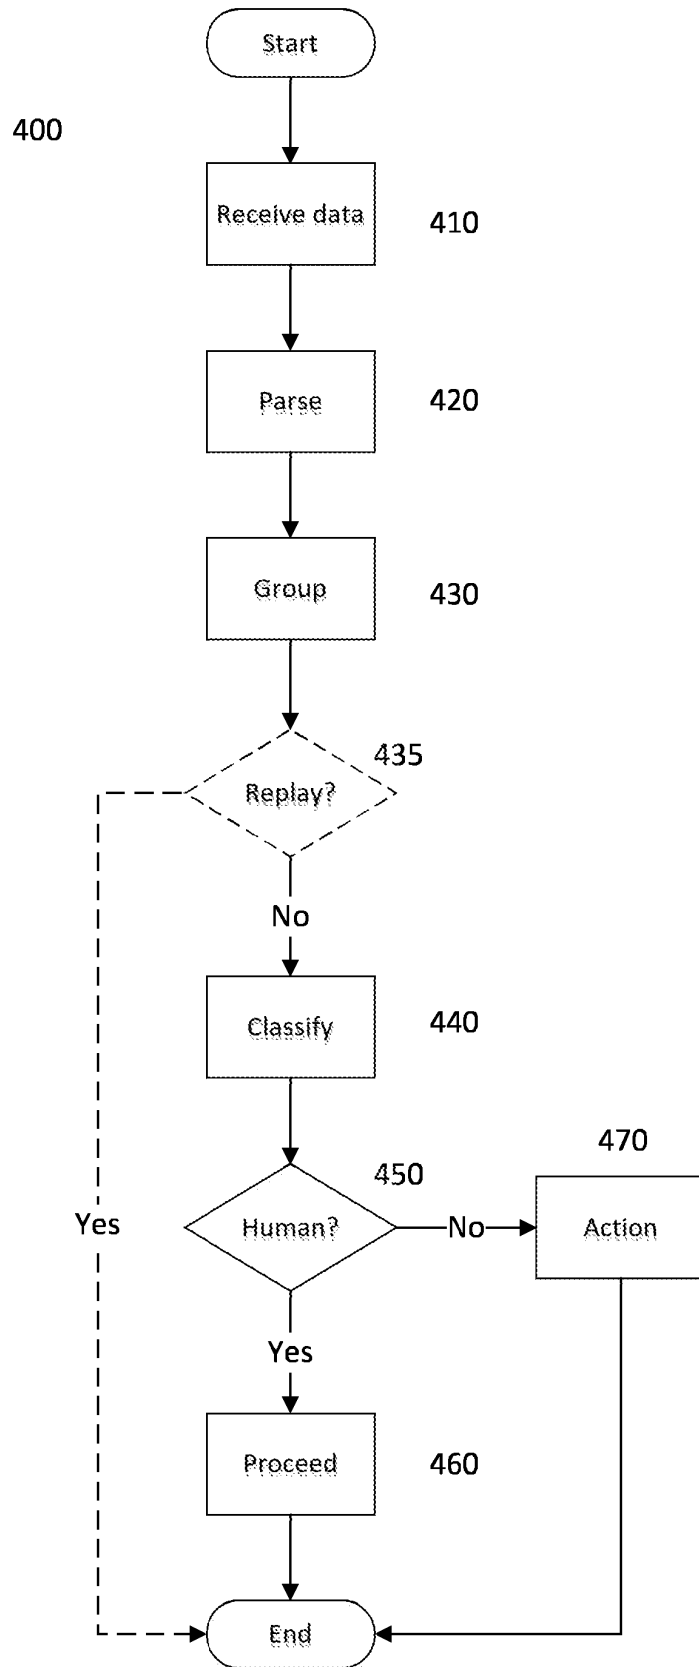 Start
400
Receive data
410
Parse
420
Group
430
435
Replay?
No
Classify
440
470
450
Yes
Human?
No
Action
Yes
Proceed
460
End